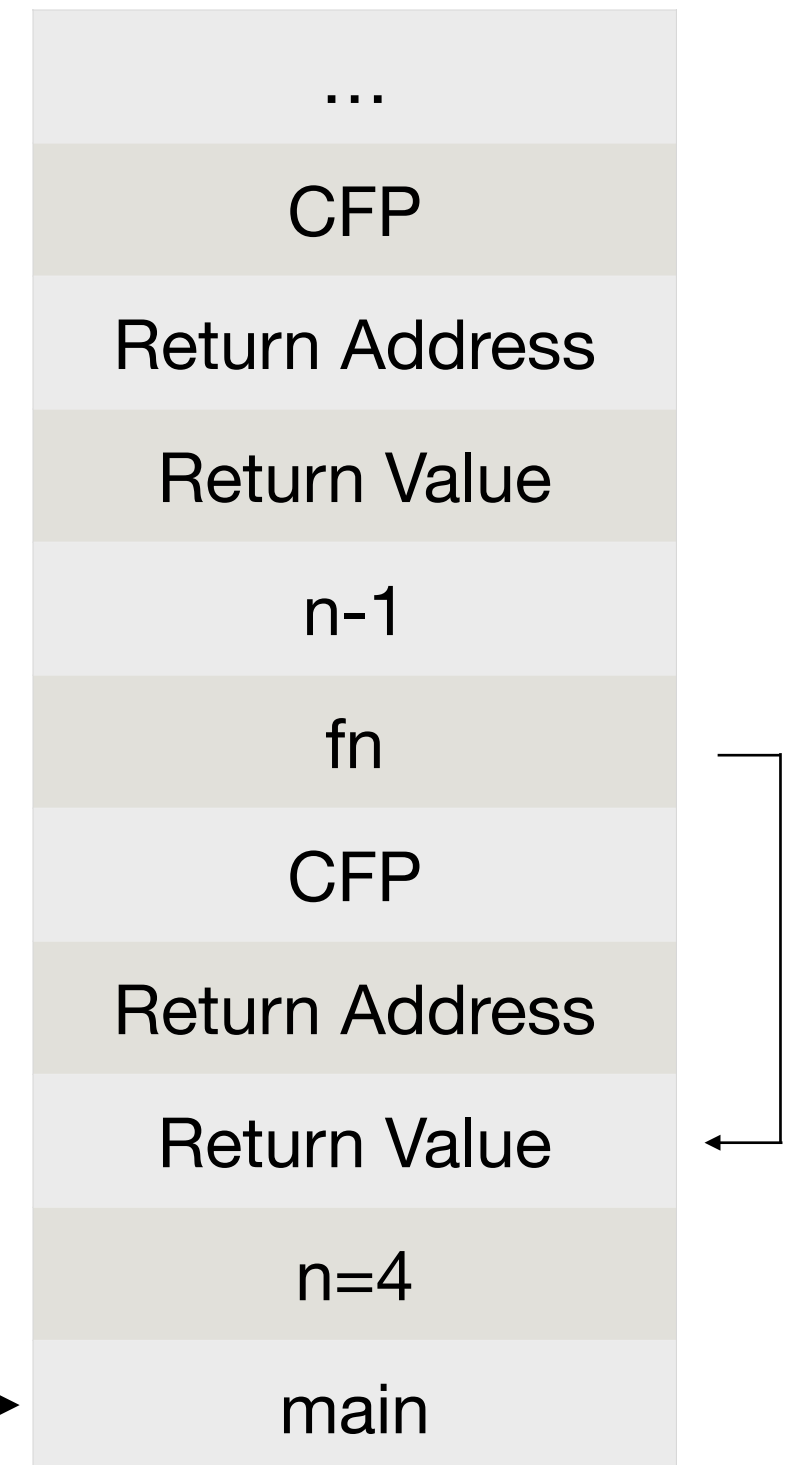 ...
CFP
Return Address
Return Value
n-1
fn
CFP
Return Address
Return Value
n=4
main